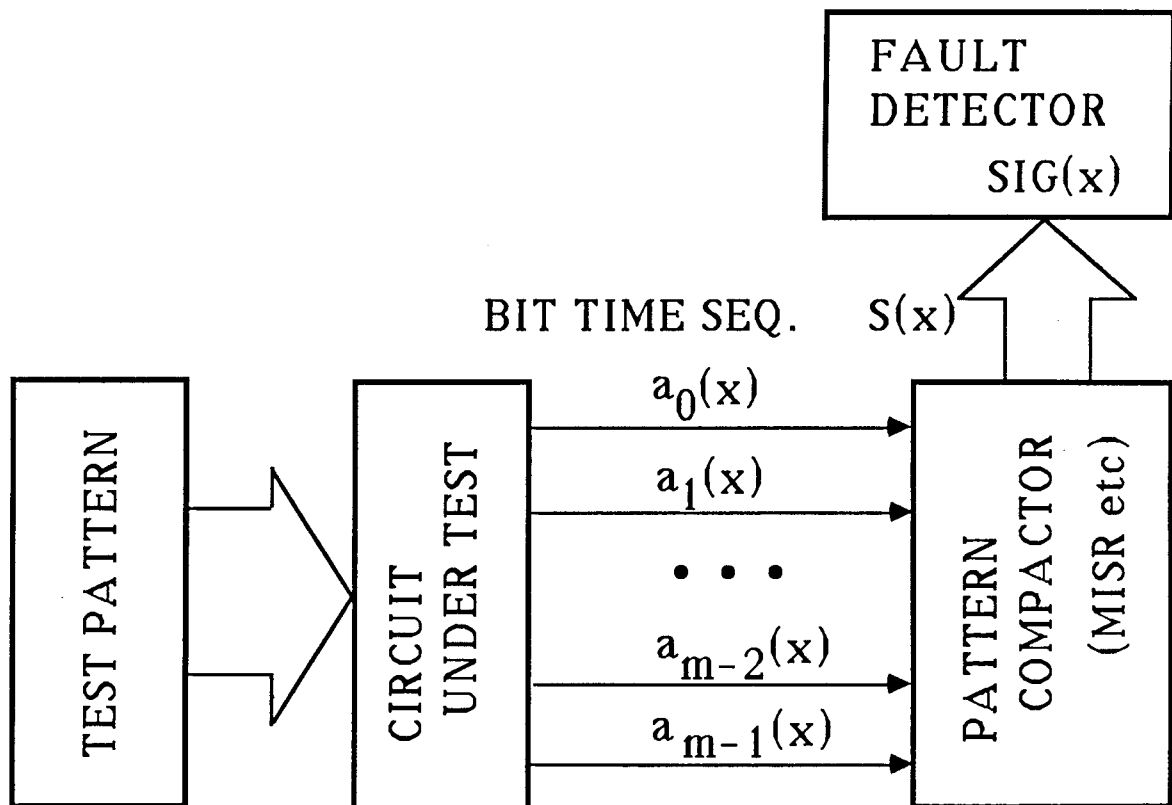 FAULT
DETECTOR
SIG(x)
BIT TIME SEQ.
S(x)
TEST PATTERN
CIRCUIT
UNDER TEST
a₀(x)
a₁(x)
• • •
aₘ₋₂(x)
aₘ₋₁(x)
PATTERN
COMPACTOR
(MISR etc)